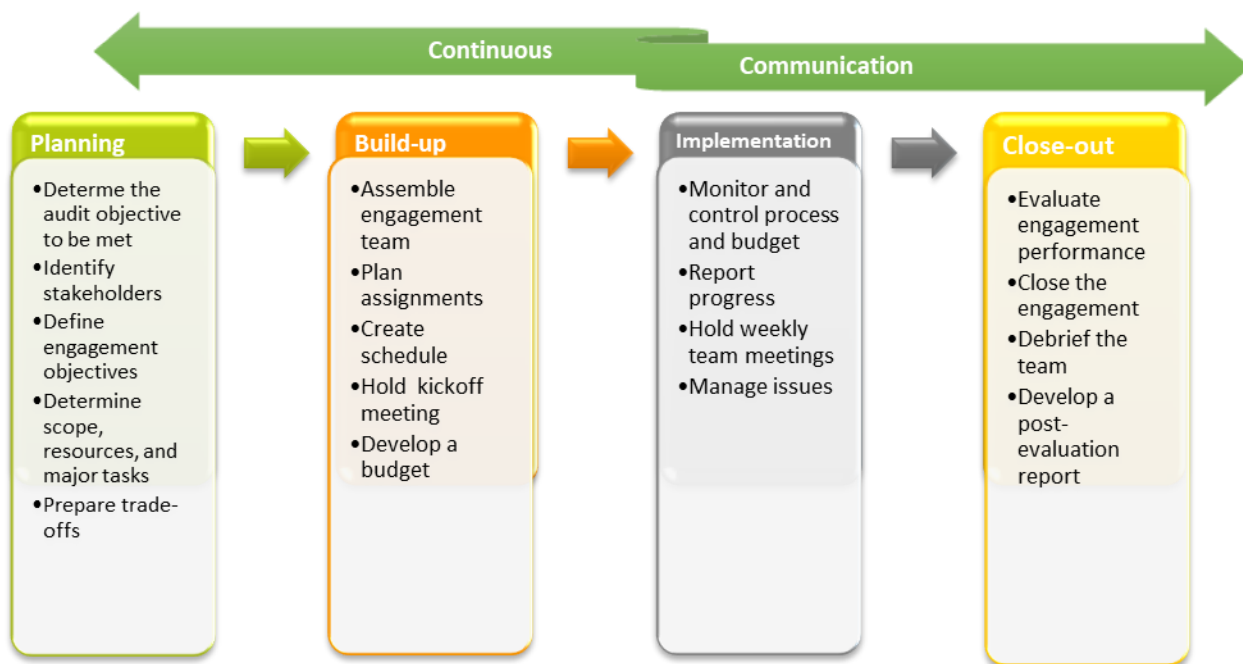 Continuous
Communication
Planning
•Determe the
audit objective
to be met
•Identify
stakeholders
•Define
engagement
objectives
•Determine
scope,
resources, and
major tasks
•Prepare trade-
offs
Build-up
•Assemble
engagement
team
•Plan
assignments
•Create
schedule
•Hold kickoff
meeting
•Develop a
budget
Implementation
•Monitor and
control process
and budget
•Report
progress
•Hold weekly
team meetings
•Manage issues
Close-out
•Evaluate
engagement
performance
•Close the
engagement
•Debrief the
team
•Develop a
post-
evaluation
report